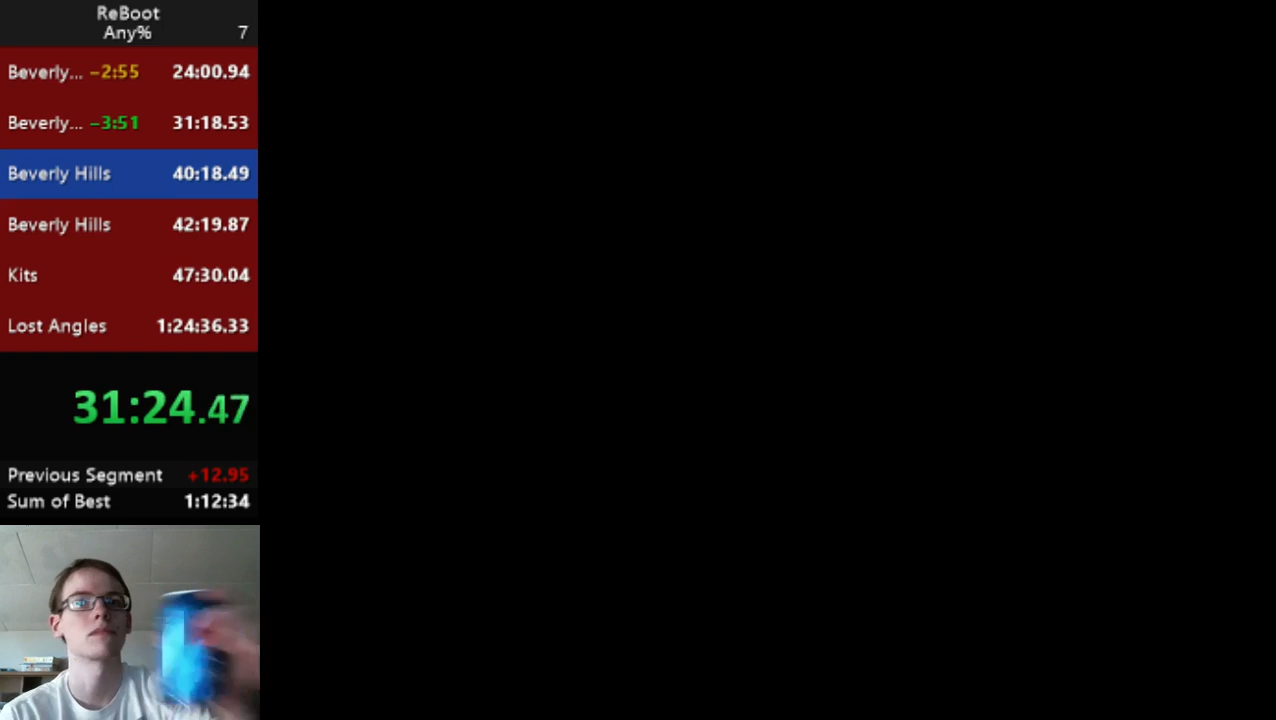 ReBoot
Any% 7
Beverly... −2:55 24:00.94
Beverly... −3:51 31:18.53
Beverly Hills 40:18.49
Beverly Hills 42:19.87
Kits 47:30.04
Lost Angles 1:24:36.33
31:24.47
Previous Segment +12.95
Sum of Best 1:12:34